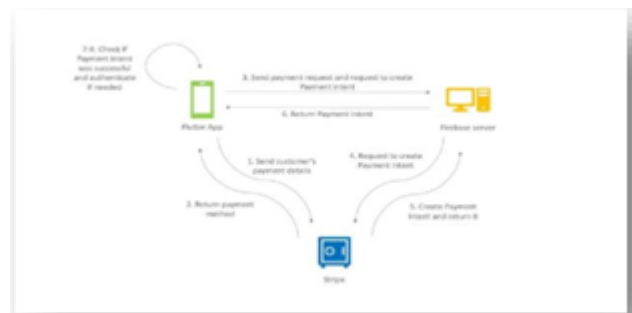 7-8. Check if
Payment intent
was successful
and authenticate
if needed
3. Send payment request and request to create
Payment intent
6. Return Payment Intent
Flutter App
Firebase server
1. Send customer's
payment details
4. Request to create
Payment Intent
2. Return payment
method
5. Create Payment
Intent and return it
Stripe